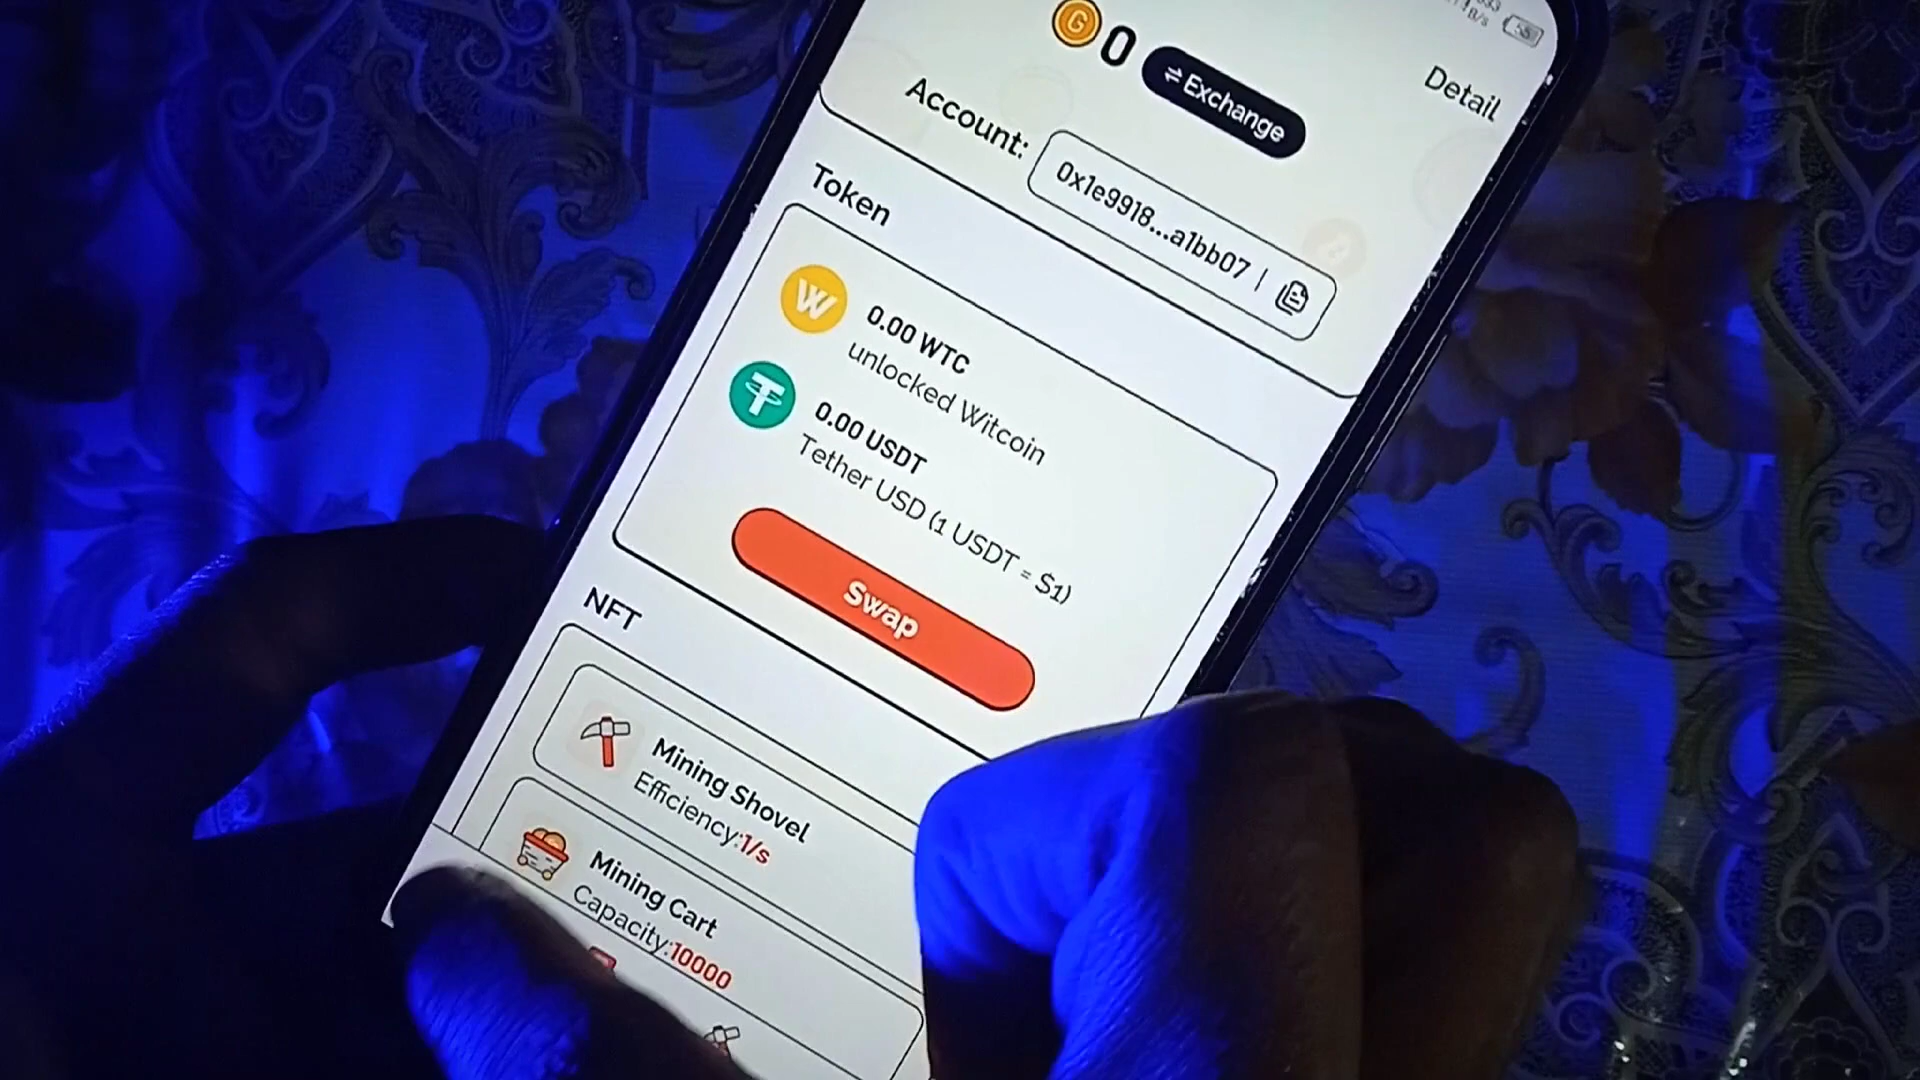 G 0
Exchange
Detail
Account:
0x1e9918...a1bb07 |
Token
0.00 WTC
unlocked Witcoin
0.00 USDT
Tether USD (1 USDT = $1)
Swap
NFT
Mining Shovel
Efficiency:1/s
Mining Cart
Capacity:10000